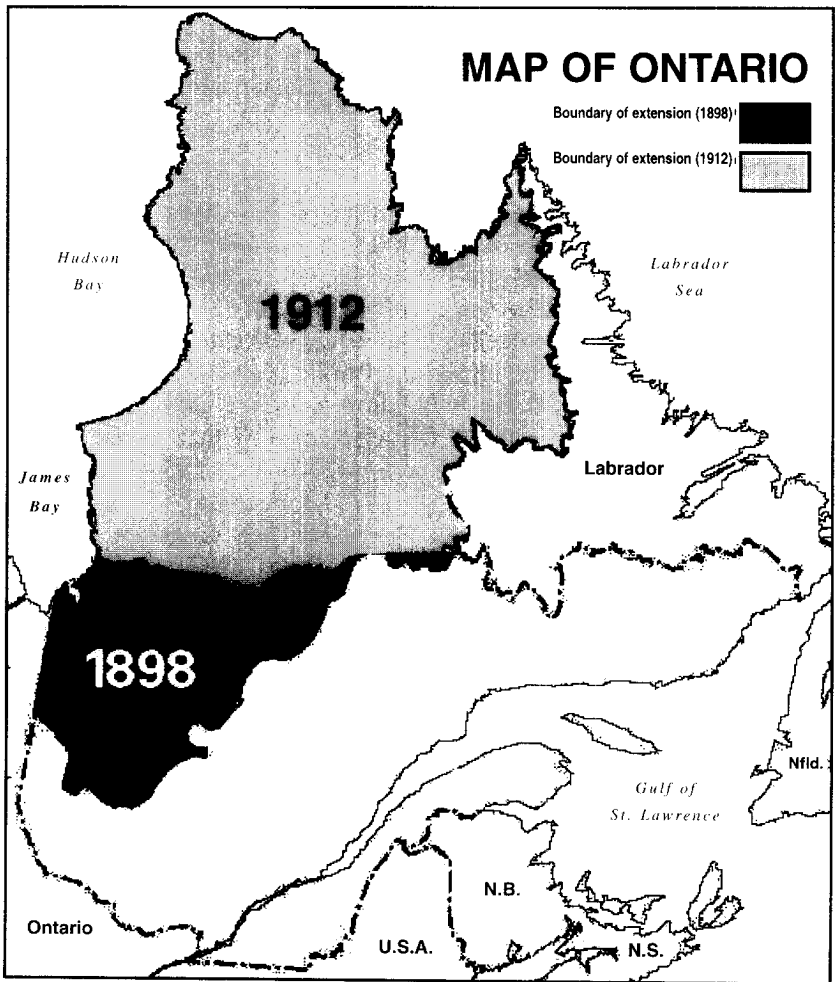 MAP OF ONTARIO
Boundary of extension (1898)
Boundary of extension (1912)
Hudson
Bay
Labrador
Sea
1912
James
Bay
Labrador
1898
Nfld.
Gulf of
St. Lawrence
N.B.
Ontario
U.S.A.
N.S.